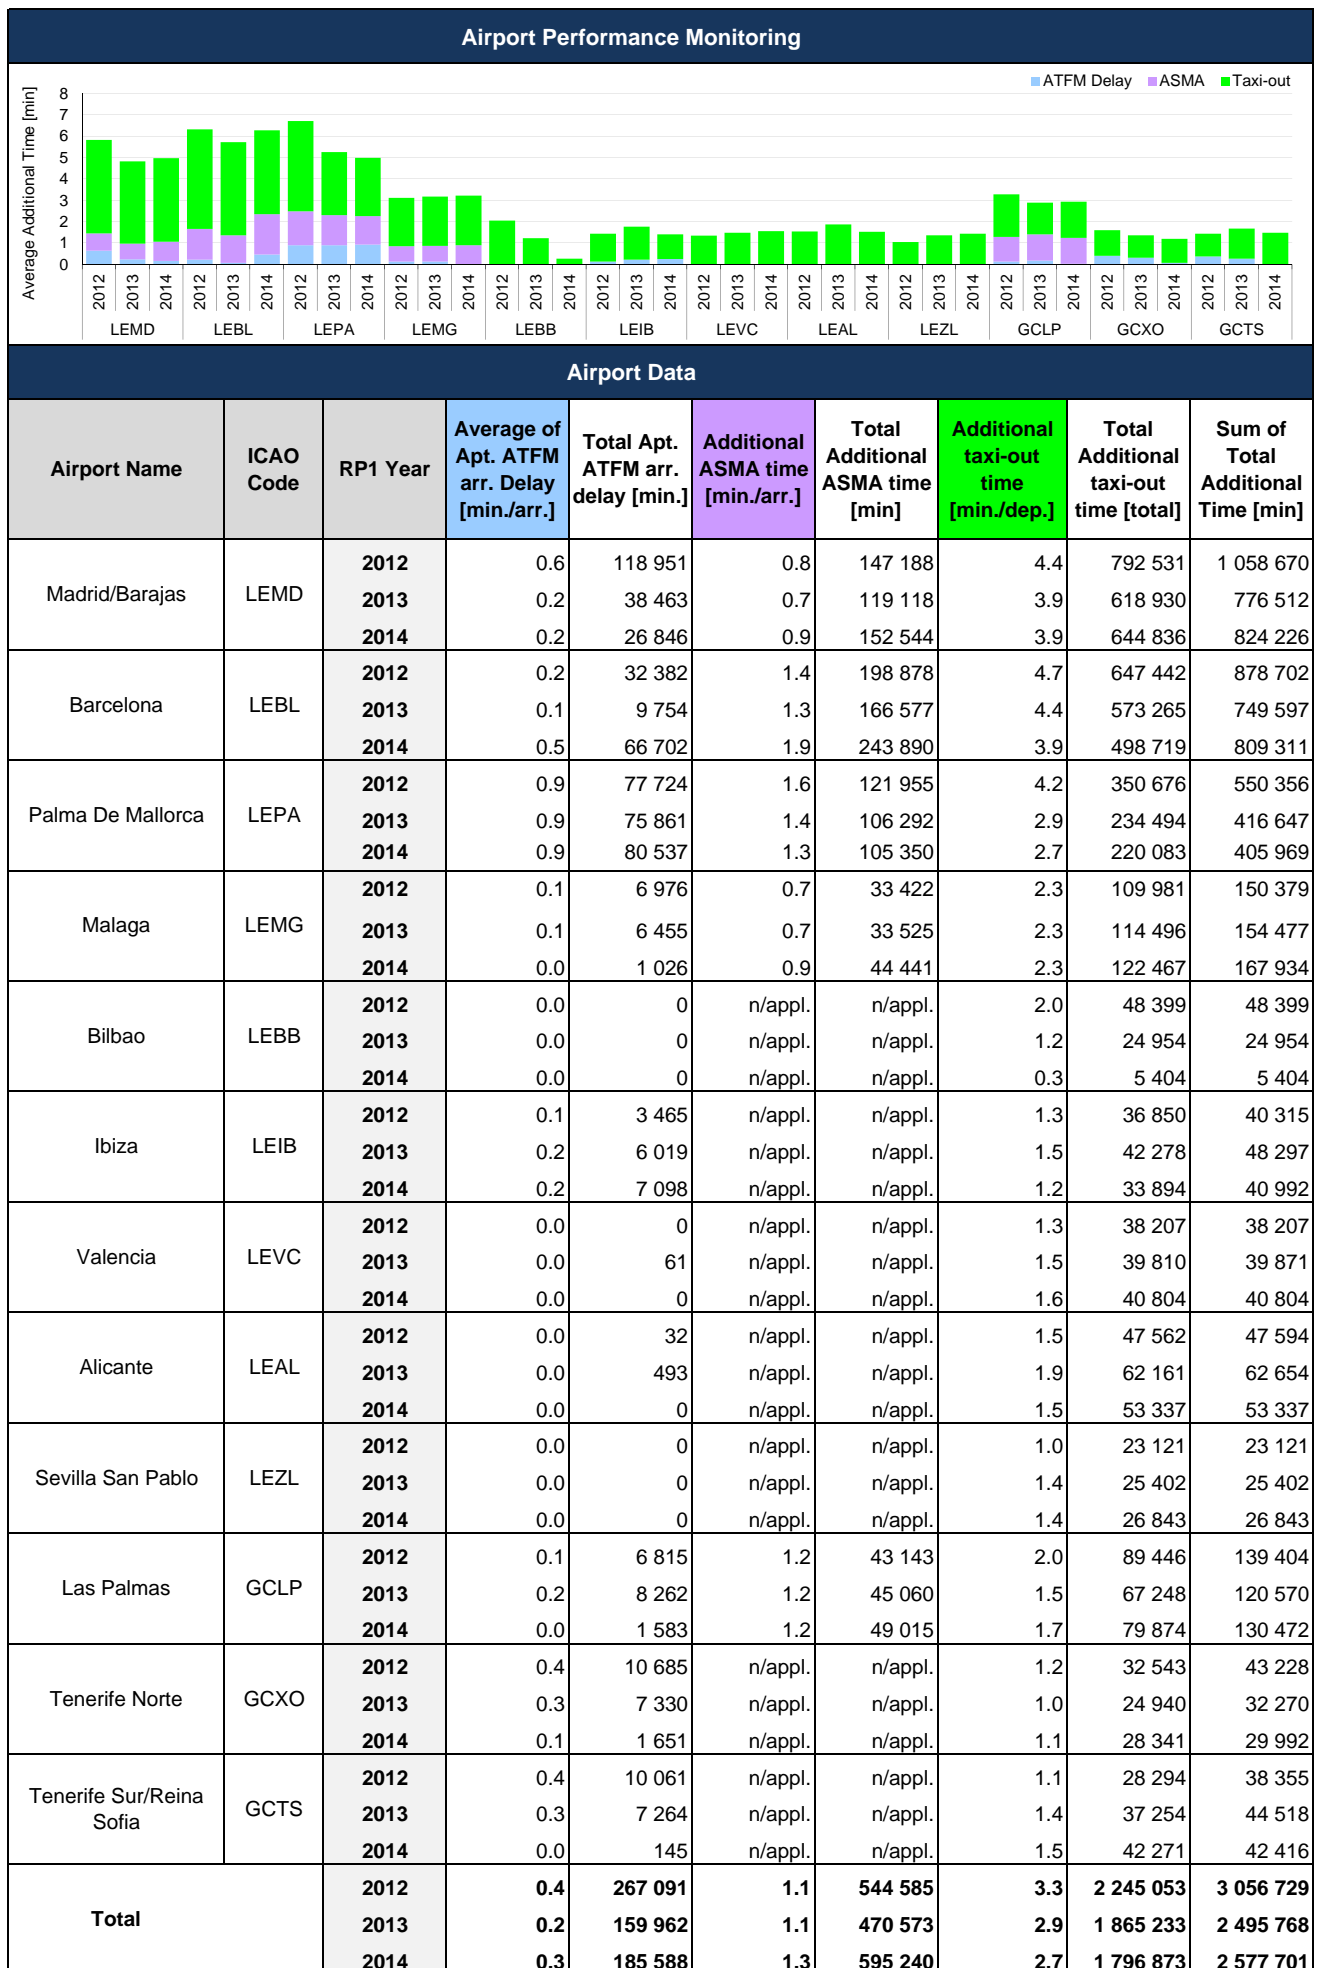 Airport Performance Monitoring
ATFM Delay ASMA Taxi-out
Average Additional Time [min]
8
7
6
5
4
3
2
1
0
2012 2013 2014 2012 2013 2014 2012 2013 2014 2012 2013 2014 2012 2013 2014 2012 2013 2014 2012 2013 2014 2012 2013 2014 2012 2013 2014 2012 2013 2014 2012 2013 2014 2012 2013 2014
LEMD LEBL LEPA LEMG LEBB LEIB LEVC LEAL LEZL GCLP GCXO GCTS
Airport Data
Airport Name
ICAO
Code
RP1 Year
Average of
Apt. ATFM
arr. Delay
[min./arr.]
Total Apt.
ATFM arr.
delay [min.]
Additional
ASMA time
[min./arr.]
Total
Additional
ASMA time
[min]
Additional
taxi-out
time
[min./dep.]
Total
Additional
taxi-out
time [total]
Sum of
Total
Additional
Time [min]
Madrid/Barajas LEMD
2012 0.6 118 951 0.8 147 188 4.4 792 531 1 058 670
2013 0.2 38 463 0.7 119 118 3.9 618 930 776 512
2014 0.2 26 846 0.9 152 544 3.9 644 836 824 226
Barcelona LEBL
2012 0.2 32 382 1.4 198 878 4.7 647 442 878 702
2013 0.1 9 754 1.3 166 577 4.4 573 265 749 597
2014 0.5 66 702 1.9 243 890 3.9 498 719 809 311
Palma De Mallorca LEPA
2012 0.9 77 724 1.6 121 955 4.2 350 676 550 356
2013 0.9 75 861 1.4 106 292 2.9 234 494 416 647
2014 0.9 80 537 1.3 105 350 2.7 220 083 405 969
Malaga LEMG
2012 0.1 6 976 0.7 33 422 2.3 109 981 150 379
2013 0.1 6 455 0.7 33 525 2.3 114 496 154 477
2014 0.0 1 026 0.9 44 441 2.3 122 467 167 934
Bilbao LEBB
2012 0.0 0 n/appl. n/appl. 2.0 48 399 48 399
2013 0.0 0 n/appl. n/appl. 1.2 24 954 24 954
2014 0.0 0 n/appl. n/appl. 0.3 5 404 5 404
Ibiza LEIB
2012 0.1 3 465 n/appl. n/appl. 1.3 36 850 40 315
2013 0.2 6 019 n/appl. n/appl. 1.5 42 278 48 297
2014 0.2 7 098 n/appl. n/appl. 1.2 33 894 40 992
Valencia LEVC
2012 0.0 0 n/appl. n/appl. 1.3 38 207 38 207
2013 0.0 61 n/appl. n/appl. 1.5 39 810 39 871
2014 0.0 0 n/appl. n/appl. 1.6 40 804 40 804
Alicante LEAL
2012 0.0 32 n/appl. n/appl. 1.5 47 562 47 594
2013 0.0 493 n/appl. n/appl. 1.9 62 161 62 654
2014 0.0 0 n/appl. n/appl. 1.5 53 337 53 337
Sevilla San Pablo LEZL
2012 0.0 0 n/appl. n/appl. 1.0 23 121 23 121
2013 0.0 0 n/appl. n/appl. 1.4 25 402 25 402
2014 0.0 0 n/appl. n/appl. 1.4 26 843 26 843
Las Palmas GCLP
2012 0.1 6 815 1.2 43 143 2.0 89 446 139 404
2013 0.2 8 262 1.2 45 060 1.5 67 248 120 570
2014 0.0 1 583 1.2 49 015 1.7 79 874 130 472
Tenerife Norte GCXO
2012 0.4 10 685 n/appl. n/appl. 1.2 32 543 43 228
2013 0.3 7 330 n/appl. n/appl. 1.0 24 940 32 270
2014 0.1 1 651 n/appl. n/appl. 1.1 28 341 29 992
Tenerife Sur/Reina
Sofia
GCTS
2012 0.4 10 061 n/appl. n/appl. 1.1 28 294 38 355
2013 0.3 7 264 n/appl. n/appl. 1.4 37 254 44 518
2014 0.0 145 n/appl. n/appl. 1.5 42 271 42 416
Total
2012 0.4 267 091 1.1 544 585 3.3 2 245 053 3 056 729
2013 0.2 159 962 1.1 470 573 2.9 1 865 233 2 495 768
2014 0.3 185 588 1.3 595 240 2.7 1 796 873 2 577 701